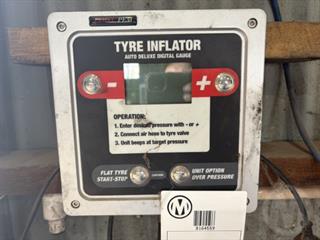 TYRE INFLATOR
AUTO DELUXE DIGITAL GAUGE
- +
OPERATION:
1. Enter desired pressure with - or +
2. Connect air hose to tyre valve
3. Unit beeps at target pressure
FLAT TYRE
START-STOP
UNIT OPTION
OVER PRESSURE
M
8164559